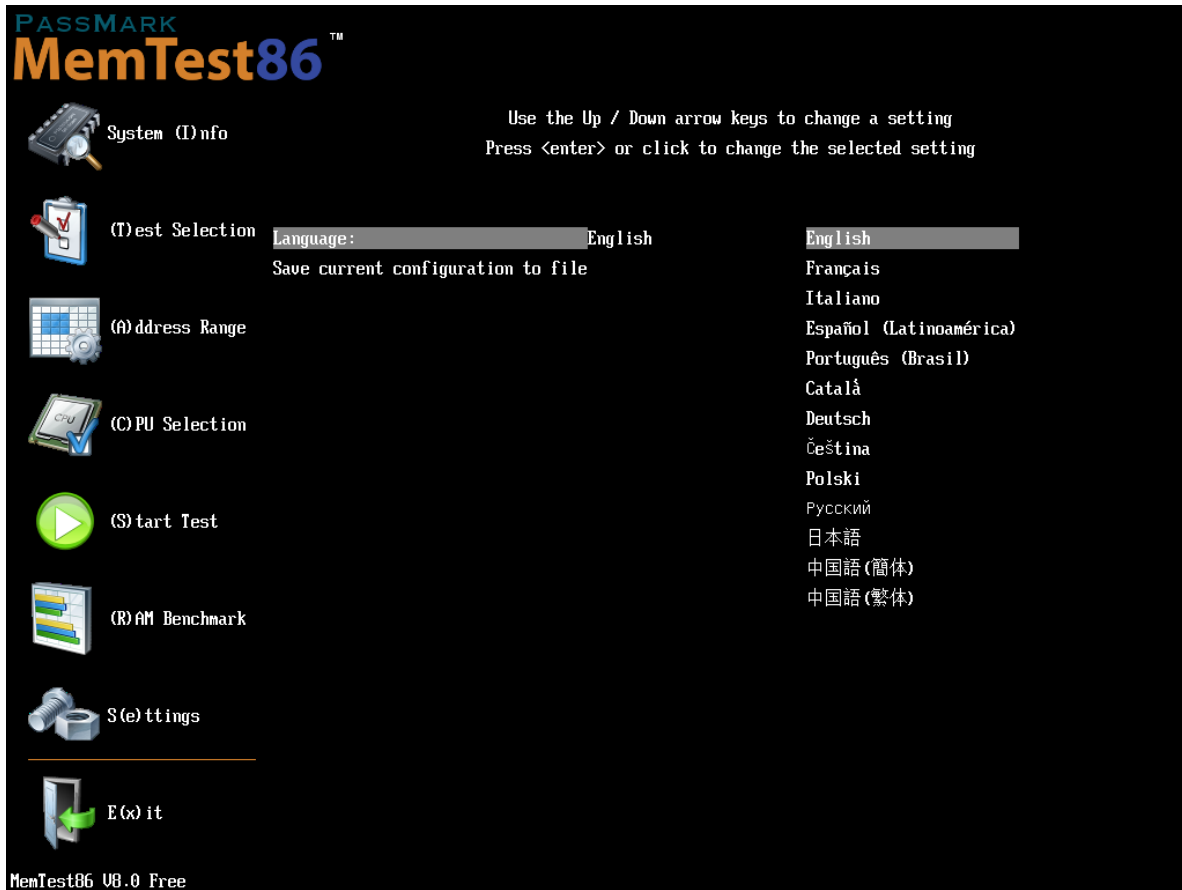 PASSMARK
MemTest86™
Use the Up / Down arrow keys to change a setting
Press <enter> or click to change the selected setting
System (I)nfo
(T)est Selection
(A)ddress Range
CPU
(C)PU Selection
(S)tart Test
(R)AM Benchmark
S(e)ttings
E(x)it
Language: English
Save current configuration to file
English
Français
Italiano
Español (Latinoamérica)
Português (Brasil)
Català
Deutsch
Čeština
Polski
Русский
日本語
中国語(簡体)
中国語(繁体)
MemTest86 V8.0 Free